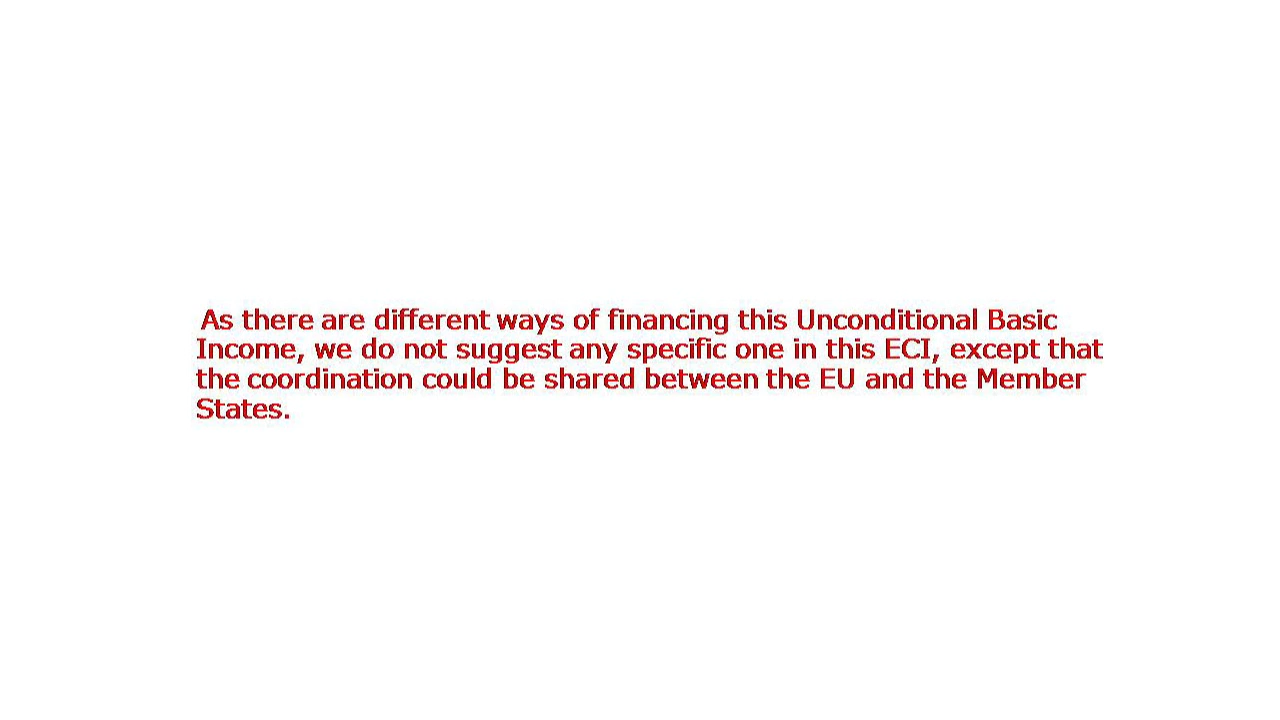 As there are different ways of financing this Unconditional Basic
Income, we do not suggest any specific one in this ECI, except that
the coordination could be shared between the EU and the Member
States.